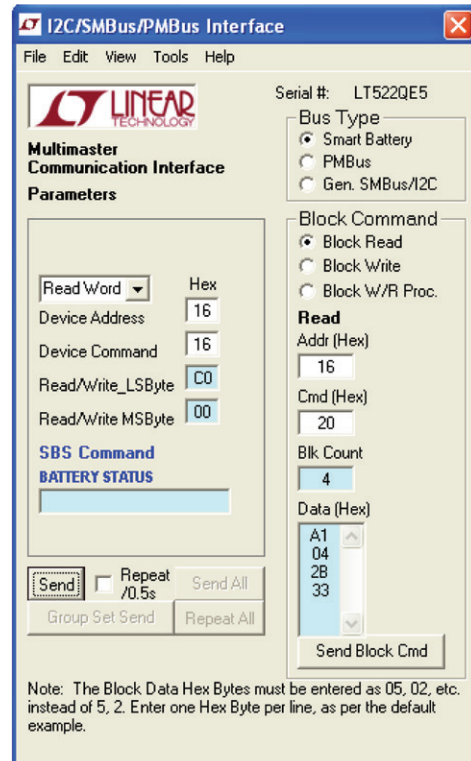 I2C/SMBus/PMBus Interface
File Edit View Tools Help
LINEAR
TECHNOLOGY
Multimaster
Communication Interface
Parameters
Read Word
Hex
Device Address 16
Device Command 16
Read/Write_LSByte C0
Read/Write MSByte 00
SBS Command
BATTERY STATUS
Send
Repeat
/0.5s
Send All
Group Set Send
Repeat All
Serial #: LT522QE5
Bus Type
Smart Battery
PMBus
Gen. SMBus/I2C
Block Command
Block Read
Block Write
Block W/R Proc.
Read
Addr (Hex)
16
Cmd (Hex)
20
Blk Count
4
Data (Hex)
A1
04
2B
33
Send Block Cmd
Note: The Block Data Hex Bytes must be entered as 05, 02, etc.
instead of 5, 2. Enter one Hex Byte per line, as per the default
example.